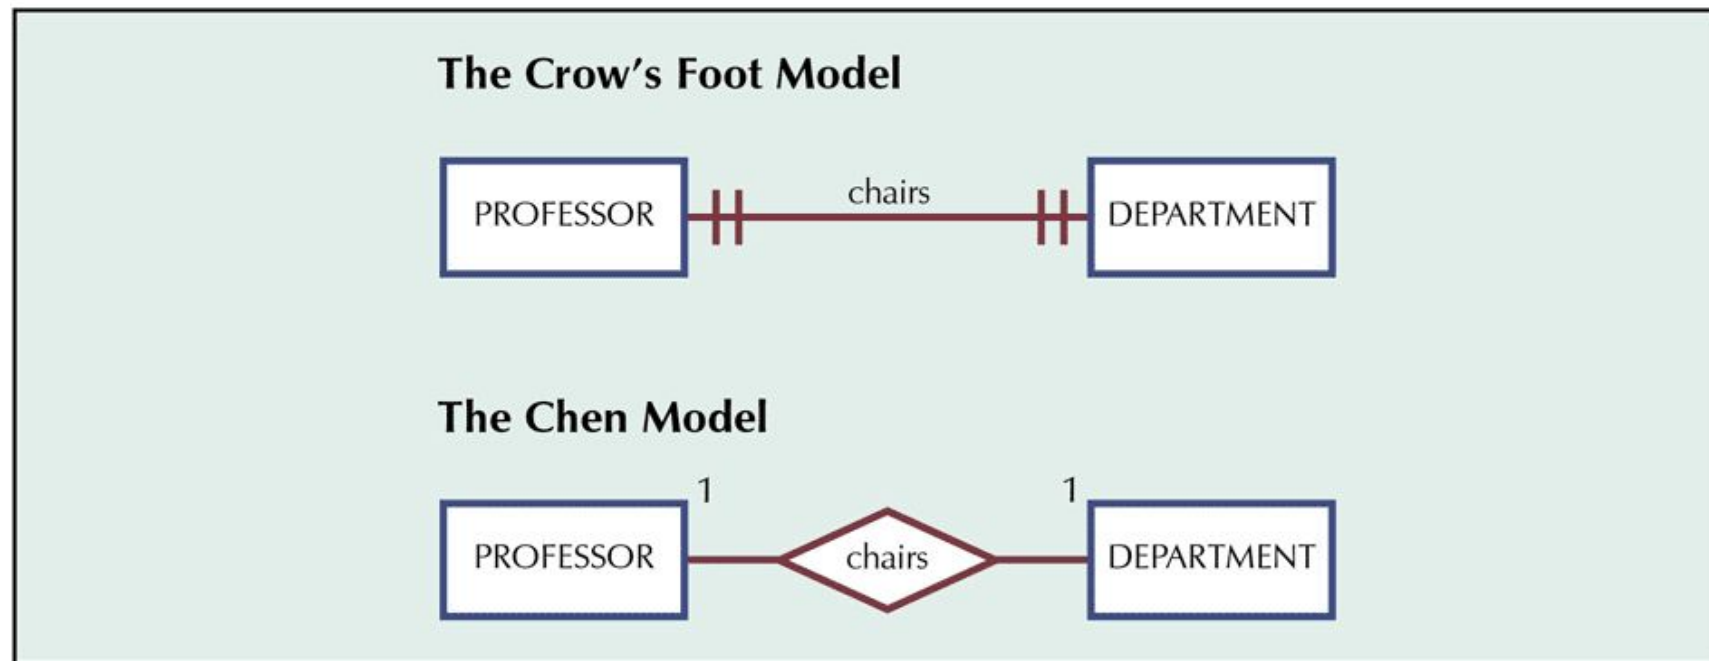 The Crow’s Foot Model
PROFESSOR chairs DEPARTMENT
The Chen Model
1 1
PROFESSOR chairs DEPARTMENT